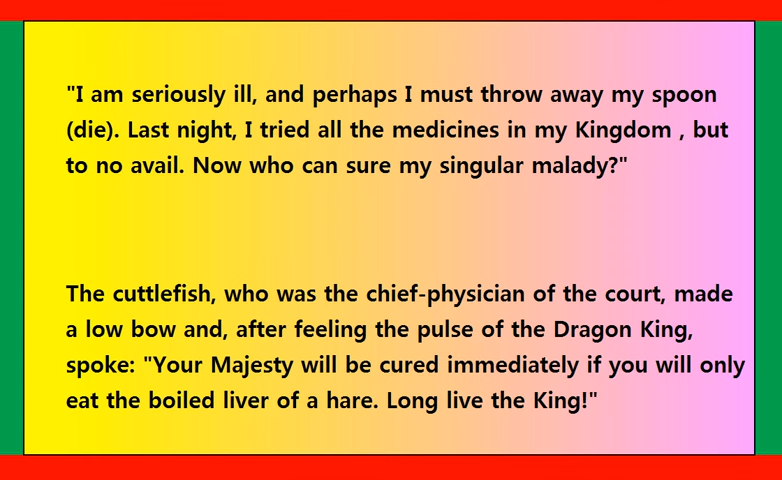 "I am seriously ill, and perhaps I must throw away my spoon
(die). Last night, I tried all the medicines in my Kingdom , but
to no avail. Now who can sure my singular malady?"
The cuttlefish, who was the chief-physician of the court, made
a low bow and, after feeling the pulse of the Dragon King,
spoke: "Your Majesty will be cured immediately if you will only
eat the boiled liver of a hare. Long live the King!"